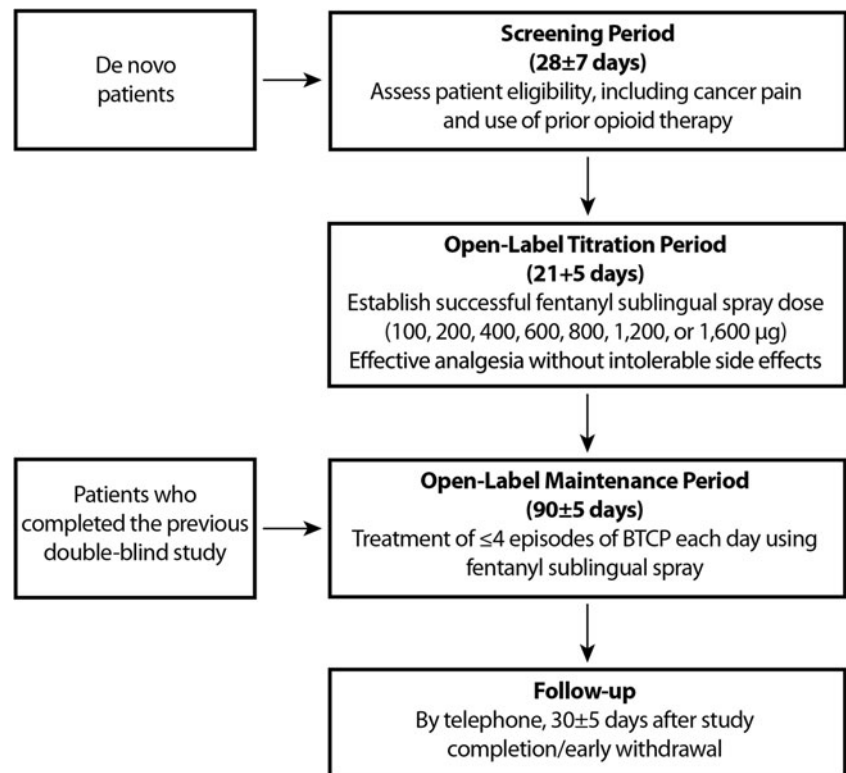 De novo
patients
Screening Period
(28±7 days)
Assess patient eligibility, including cancer pain
and use of prior opioid therapy
Open-Label Titration Period
(21+5 days)
Establish successful fentanyl sublingual spray dose
(100, 200, 400, 600, 800, 1,200, or 1,600 µg)
Effective analgesia without intolerable side effects
Patients who
completed the previous
double-blind study
Open-Label Maintenance Period
(90±5 days)
Treatment of ≤4 episodes of BTCP each day using
fentanyl sublingual spray
Follow-up
By telephone, 30±5 days after study
completion/early withdrawal